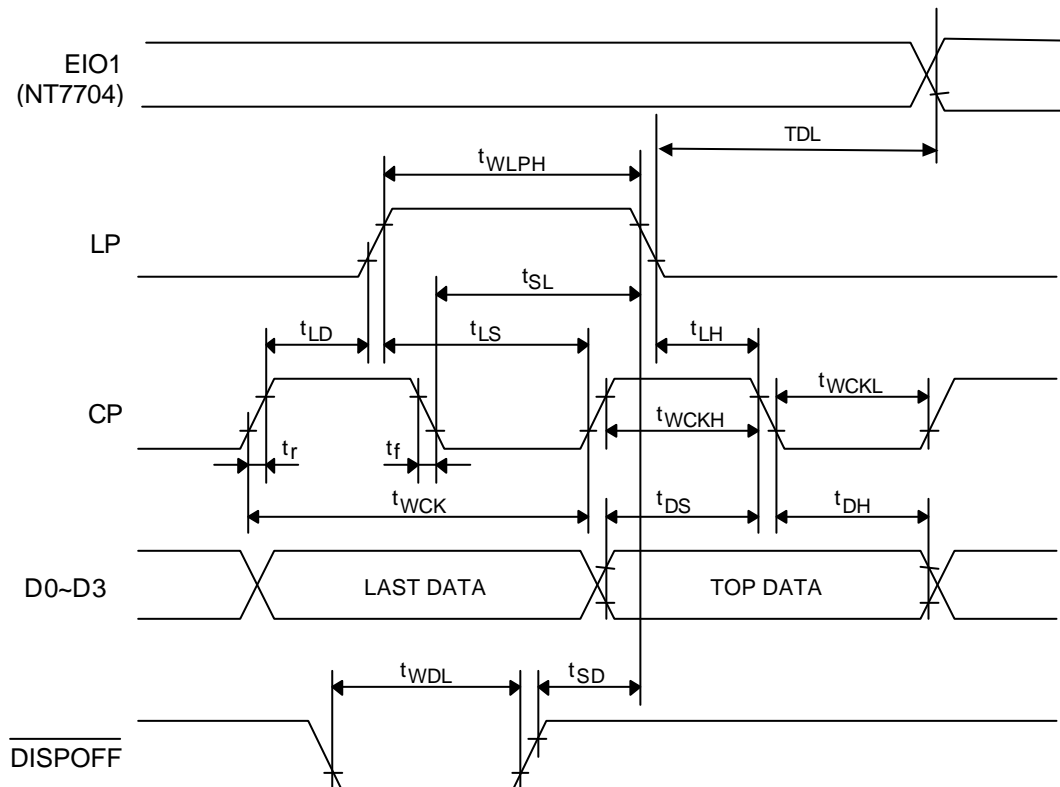 EIO1
(NT7704)
TDL
tWLPH
LP
tSL
tLD
tLS
tLH
CP
tWCKL
tWCKH
tr
tf
tWCK
tDS
tDH
D0~D3
LAST DATA
TOP DATA
tWDL
tSD
DISPOFF